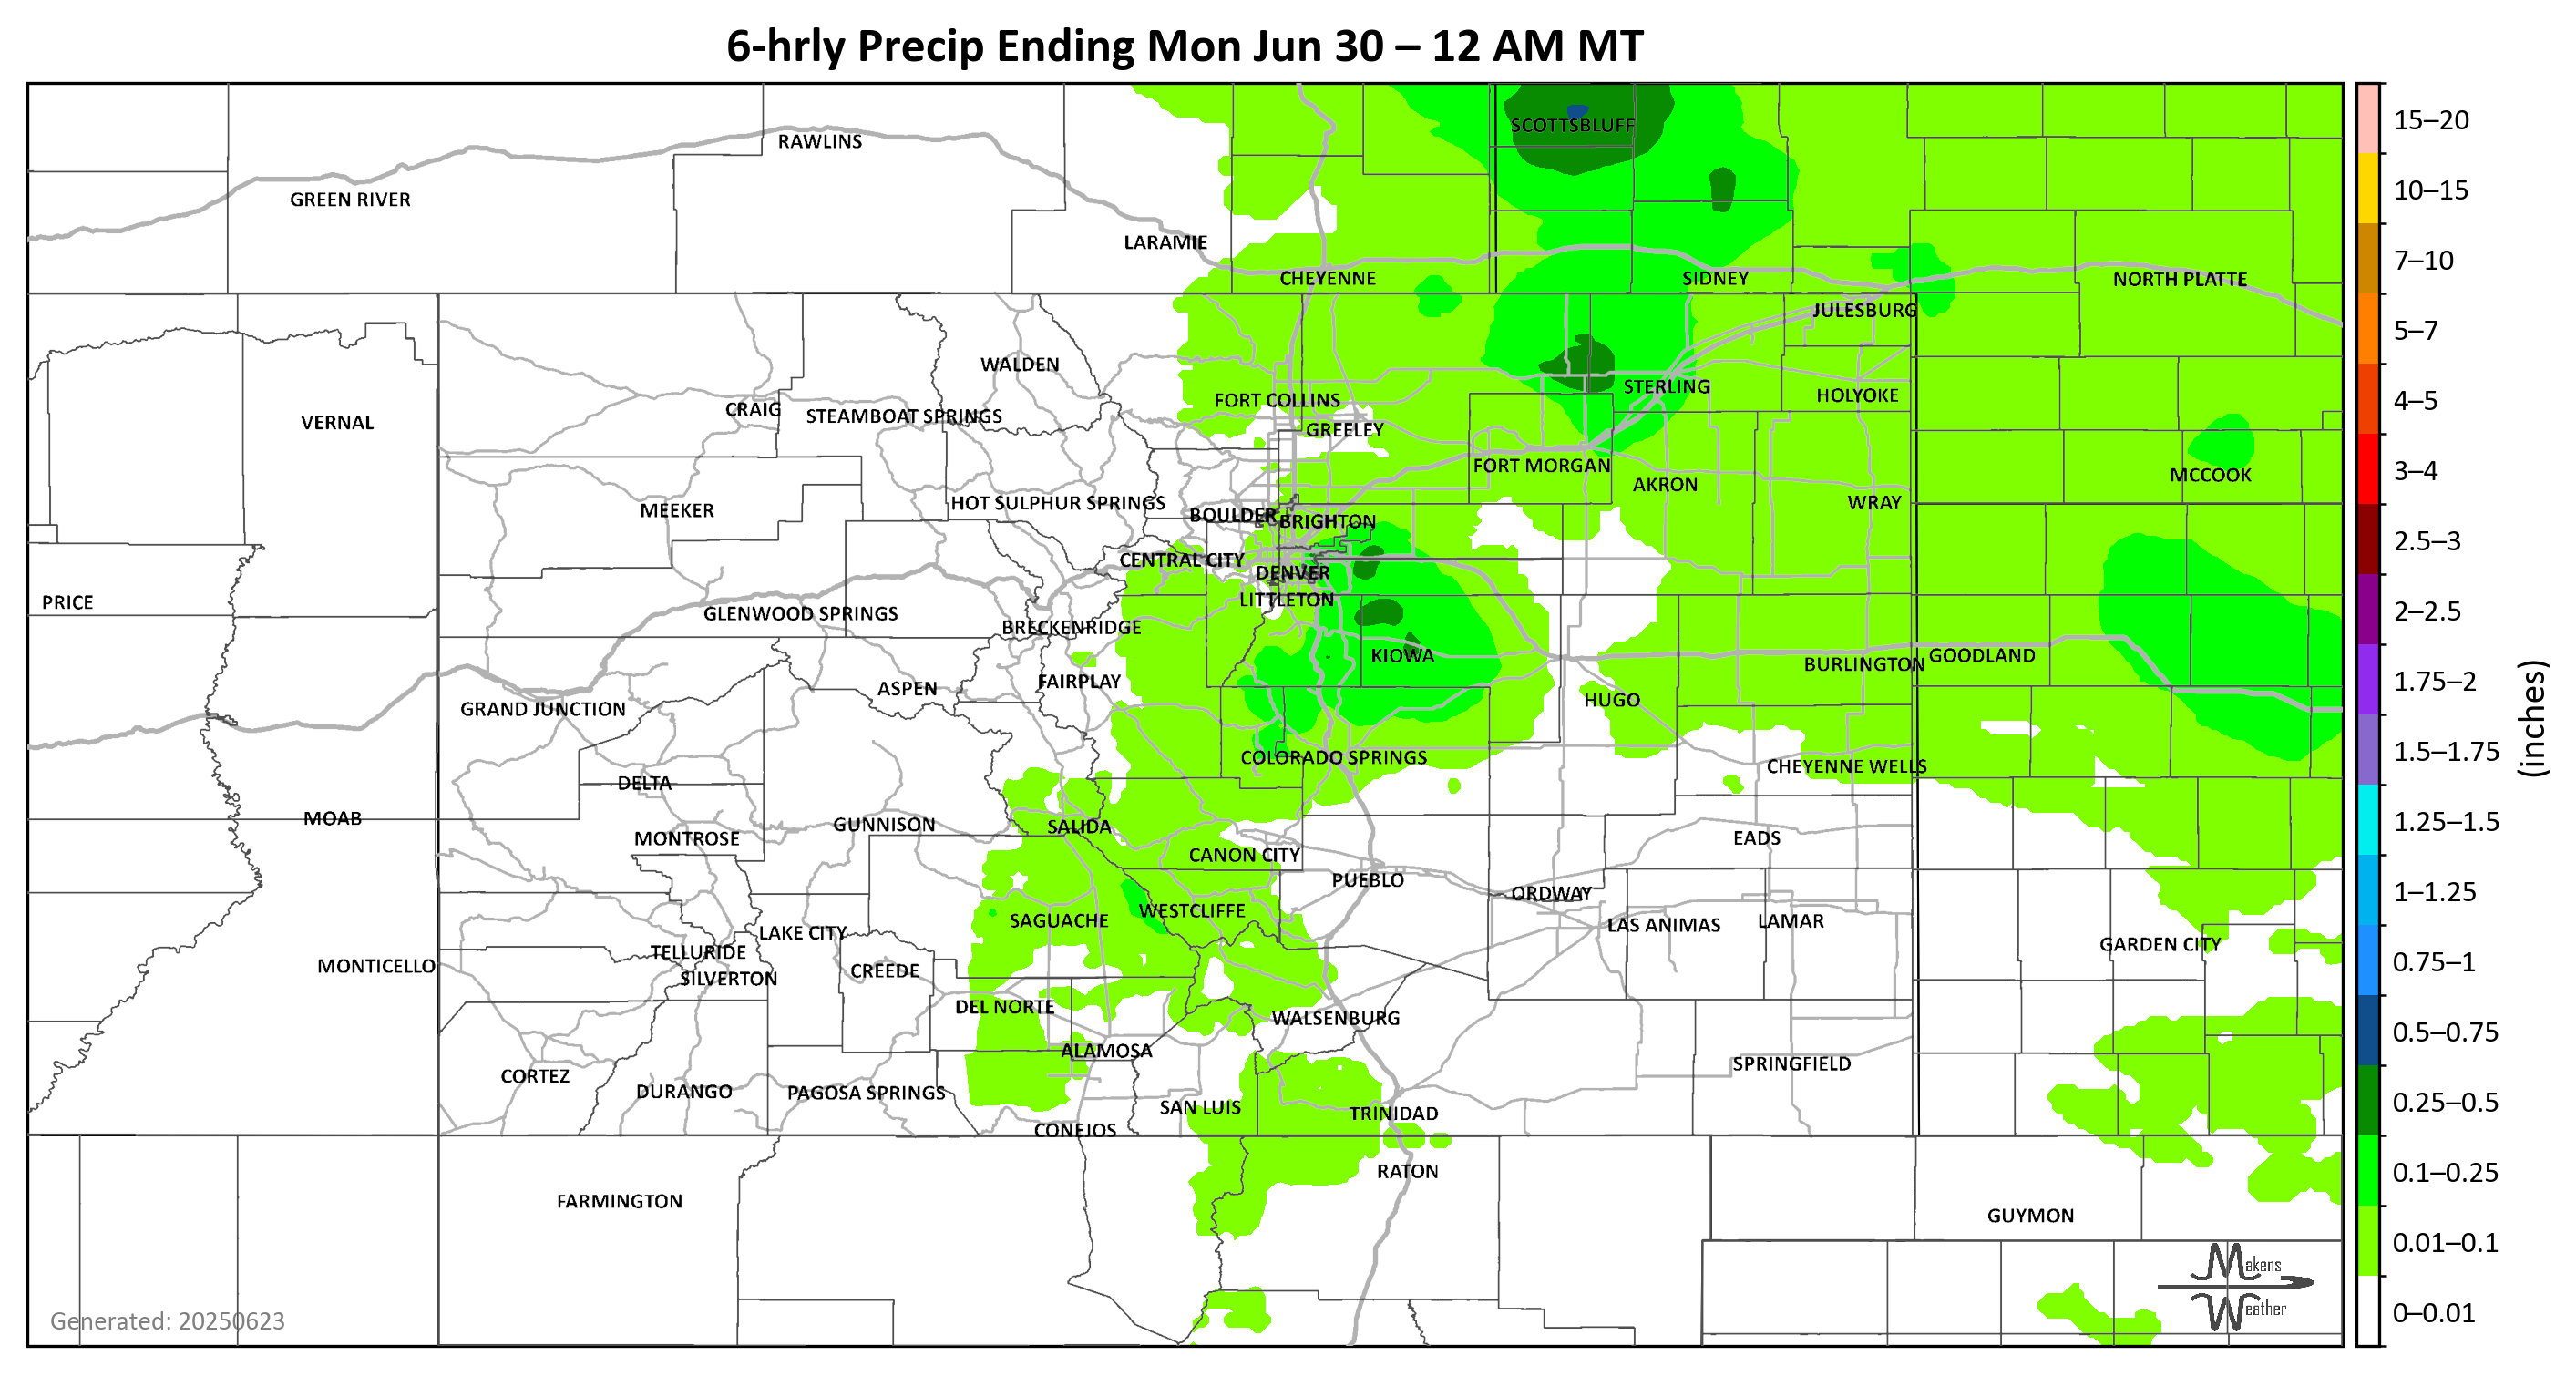 6-hrly Precip Ending Mon Jun 30 – 12 AM MT
RAWLINS
SCOTTSBLUFF
GREEN RIVER
LARAMIE
CHEYENNE
SIDNEY
NORTH PLATTE
JULESBURG
WALDEN
CRAIG
STEAMBOAT SPRINGS
FORT COLLINS
STERLING
HOLYOKE
VERNAL
GREELEY
FORT MORGAN
AKRON
MCCOOK
MEEKER
HOT SULPHUR SPRINGS
BOULDER
BRIGHTON
WRAY
CENTRAL CITY
DENVER
PRICE
GLENWOOD SPRINGS
LITTLETON
BRECKENRIDGE
KIOWA
BURLINGTON
GOODLAND
GRAND JUNCTION
ASPEN
FAIRPLAY
HUGO
COLORADO SPRINGS
CHEYENNE WELLS
DELTA
MOAB
MONTROSE
GUNNISON
SALIDA
CANON CITY
EADS
PUEBLO
ORDWAY
SAGUACHE
WESTCLIFFE
LAS ANIMAS
LAMAR
LAKE CITY
GARDEN CITY
MONTICELLO
TELLURIDE
SILVERTON
CREEDE
DEL NORTE
WALSENBURG
ALAMOSA
CORTEZ
DURANGO
PAGOSA SPRINGS
SPRINGFIELD
SAN LUIS
TRINIDAD
CONEJOS
RATON
FARMINGTON
GUYMON
Generated: 20250623
Makens
Weather
15–20
10–15
7–10
5–7
4–5
3–4
2.5–3
2–2.5
1.75–2
1.5–1.75
1.25–1.5
1–1.25
0.75–1
0.5–0.75
0.25–0.5
0.1–0.25
0.01–0.1
0–0.01
(inches)